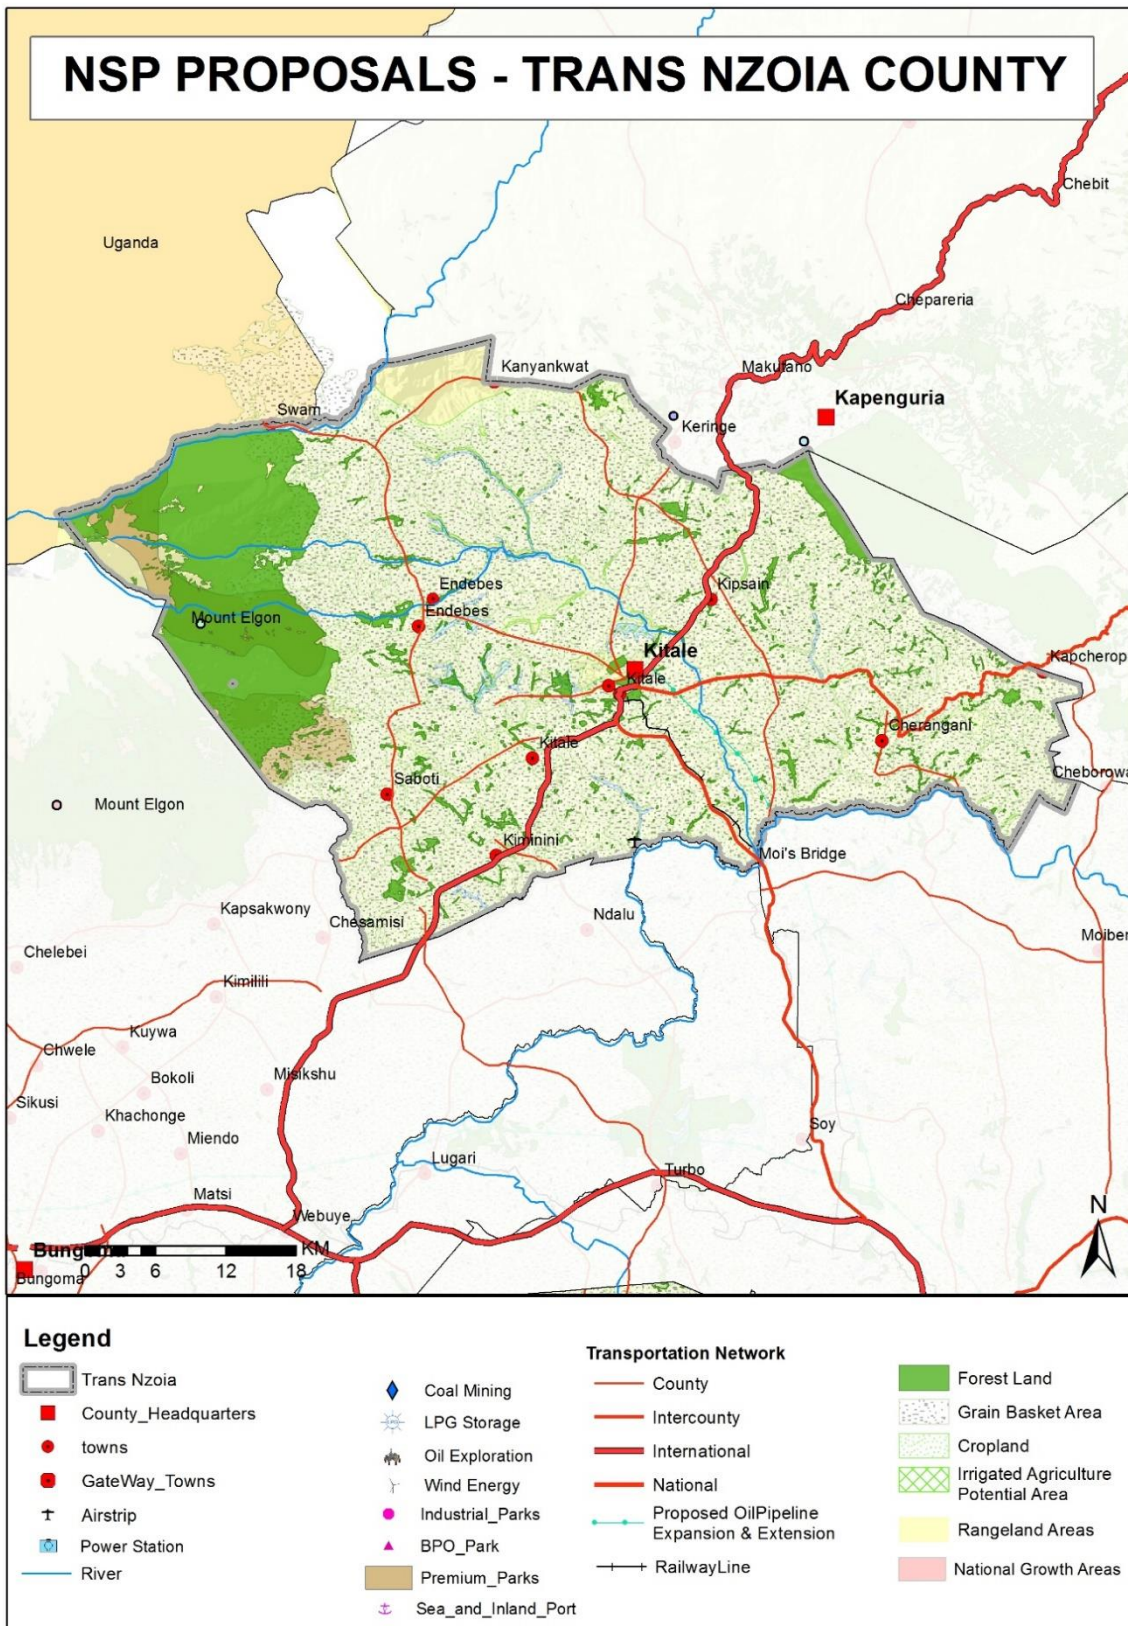 NSP PROPOSALS - TRANS NZOIA COUNTY
Chebit
Uganda
Chepareria
Kanyankwat
Makutano
Kapenguria
Swam
Keringe
Endebes
Kipsain
Endebes
Mount Elgon
Kitale
Kapcherop
Kitale
Cherangani
Kitale
Cheborowa
Saboti
Mount Elgon
Kiminini
Moi's Bridge
Kapsakwony
Ndalu
Chesamisi
Moiben
Chelebei
Kimilili
Kuywa
Chwele
Misikshu
Bokoli
Sikusi
Khachonge
Soy
Miendo
Lugari
Turbo
Matsi
N
Webuye
Bungoma
KM
Bungoma
0 3 6 12 18
Legend
Trans Nzoia
County_Headquarters
towns
GateWay_Towns
Airstrip
Power Station
River
Coal Mining
LPG Storage
Oil Exploration
Wind Energy
Industrial_Parks
BPO_Park
Premium_Parks
Sea_and_Inland_Port
Transportation Network
County
Intercounty
International
National
Proposed OilPipeline
Expansion & Extension
RailwayLine
Forest Land
Grain Basket Area
Cropland
Irrigated Agriculture
Potential Area
Rangeland Areas
National Growth Areas